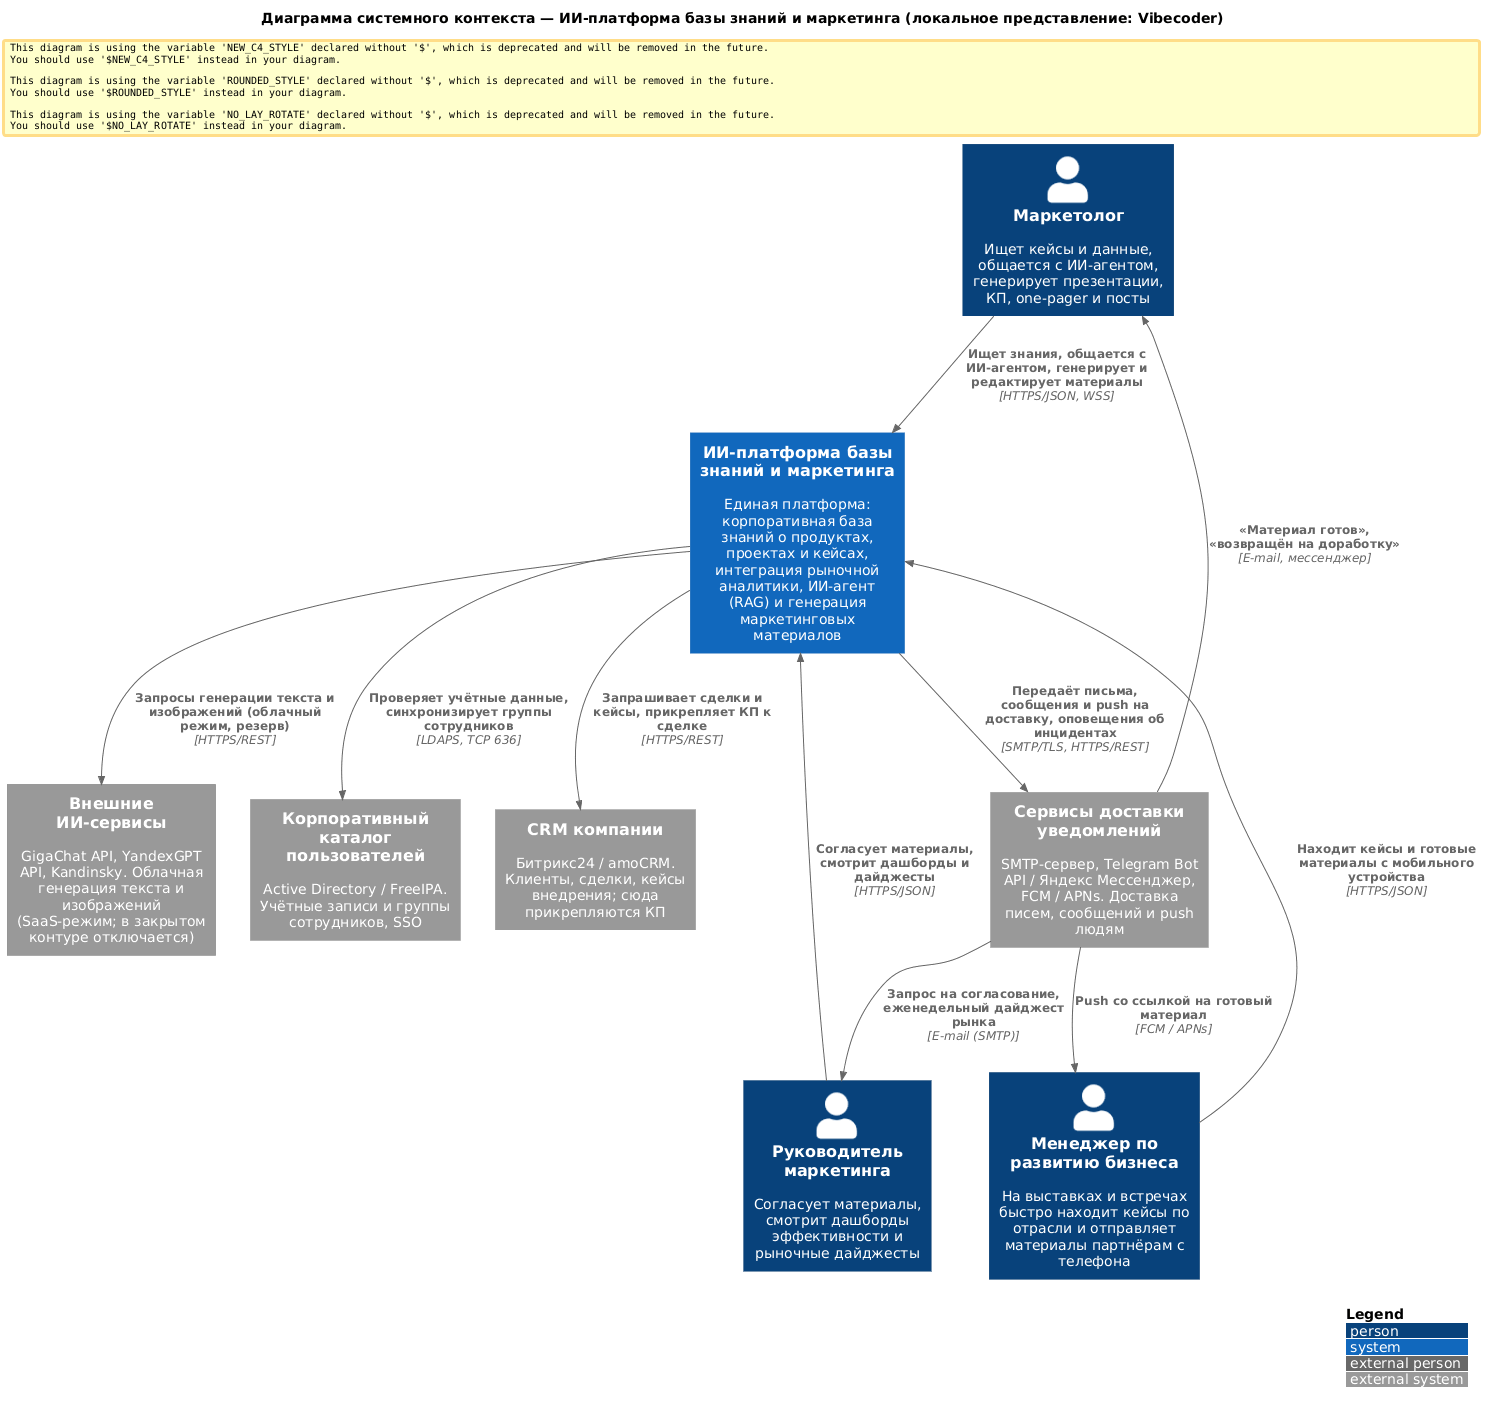 Диаграмма системного контекста — ИИ-платформа базы знаний и маркетинга (локальное представление: Vibecoder)
This diagram is using the variable 'NEW_C4_STYLE' declared without '$', which is deprecated and will be removed in the future.
You should use '$NEW_C4_STYLE' instead in your diagram.
This diagram is using the variable 'ROUNDED_STYLE' declared without '$', which is deprecated and will be removed in the future.
You should use '$ROUNDED_STYLE' instead in your diagram.
This diagram is using the variable 'NO_LAY_ROTATE' declared without '$', which is deprecated and will be removed in the future.
You should use '$NO_LAY_ROTATE' instead in your diagram.
Маркетолог
Ищет кейсы и данные,
общается с ИИ-агентом,
генерирует презентации,
КП, one-pager и посты
Ищет знания, общается с
ИИ-агентом, генерирует и
редактирует материалы
[HTTPS/JSON, WSS]
ИИ-платформа базы
знаний и маркетинга
Единая платформа:
корпоративная база
знаний о продуктах,
проектах и кейсах,
интеграция рыночной
аналитики, ИИ-агент
(RAG) и генерация
маркетинговых
материалов
«Материал готов»,
«возвращён на доработку»
[E-mail, мессенджер]
Запросы генерации текста и
изображений (облачный
режим, резерв)
[HTTPS/REST]
Проверяет учётные данные,
синхронизирует группы
сотрудников
[LDAPS, TCP 636]
Запрашивает сделки и
кейсы, прикрепляет КП к
сделке
[HTTPS/REST]
Передаёт письма,
сообщения и push на
доставку, оповещения об
инцидентах
[SMTP/TLS, HTTPS/REST]
Внешние
ИИ-сервисы
GigaChat API, YandexGPT
API, Kandinsky. Облачная
генерация текста и
изображений
(SaaS-режим; в закрытом
контуре отключается)
Корпоративный
каталог
пользователей
Active Directory / FreeIPA.
Учётные записи и группы
сотрудников, SSO
CRM компании
Битрикс24 / amoCRM.
Клиенты, сделки, кейсы
внедрения; сюда
прикрепляются КП
Согласует материалы,
смотрит дашборды и
дайджесты
[HTTPS/JSON]
Сервисы доставки
уведомлений
SMTP-сервер, Telegram Bot
API / Яндекс Мессенджер,
FCM / APNs. Доставка
писем, сообщений и push
людям
Находит кейсы и готовые
материалы с мобильного
устройства
[HTTPS/JSON]
Запрос на согласование,
еженедельный дайджест
рынка
[E-mail (SMTP)]
Push со ссылкой на готовый
материал
[FCM / APNs]
Руководитель
маркетинга
Согласует материалы,
смотрит дашборды
эффективности и
рыночные дайджесты
Менеджер по
развитию бизнеса
На выставках и встречах
быстро находит кейсы по
отрасли и отправляет
материалы партнёрам с
телефона
Legend
person
system
external person
external system